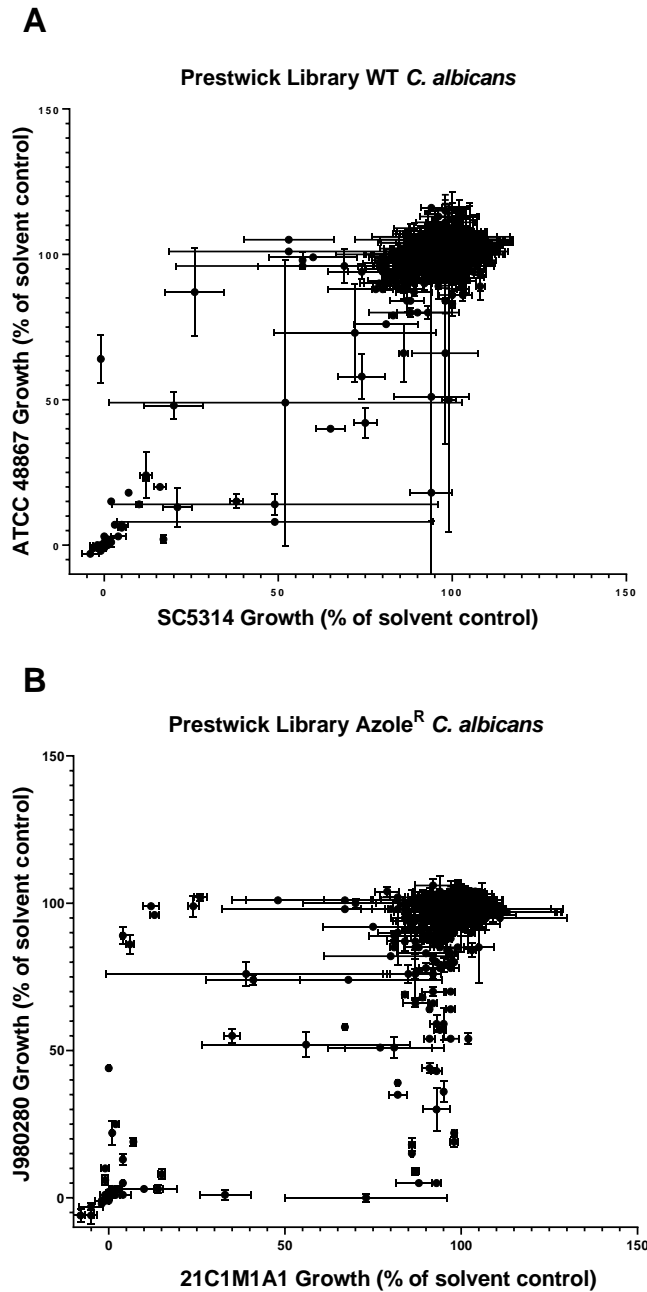 A
Prestwick Library WT C. albicans
150
100
50
0
0 50 100 150
ATCC 48867 Growth (% of solvent control)
SC5314 Growth (% of solvent control)
B
Prestwick Library Azole^R C. albicans
150
100
50
0
0 50 100 150
J980280 Growth (% of solvent control)
21C1M1A1 Growth (% of solvent control)